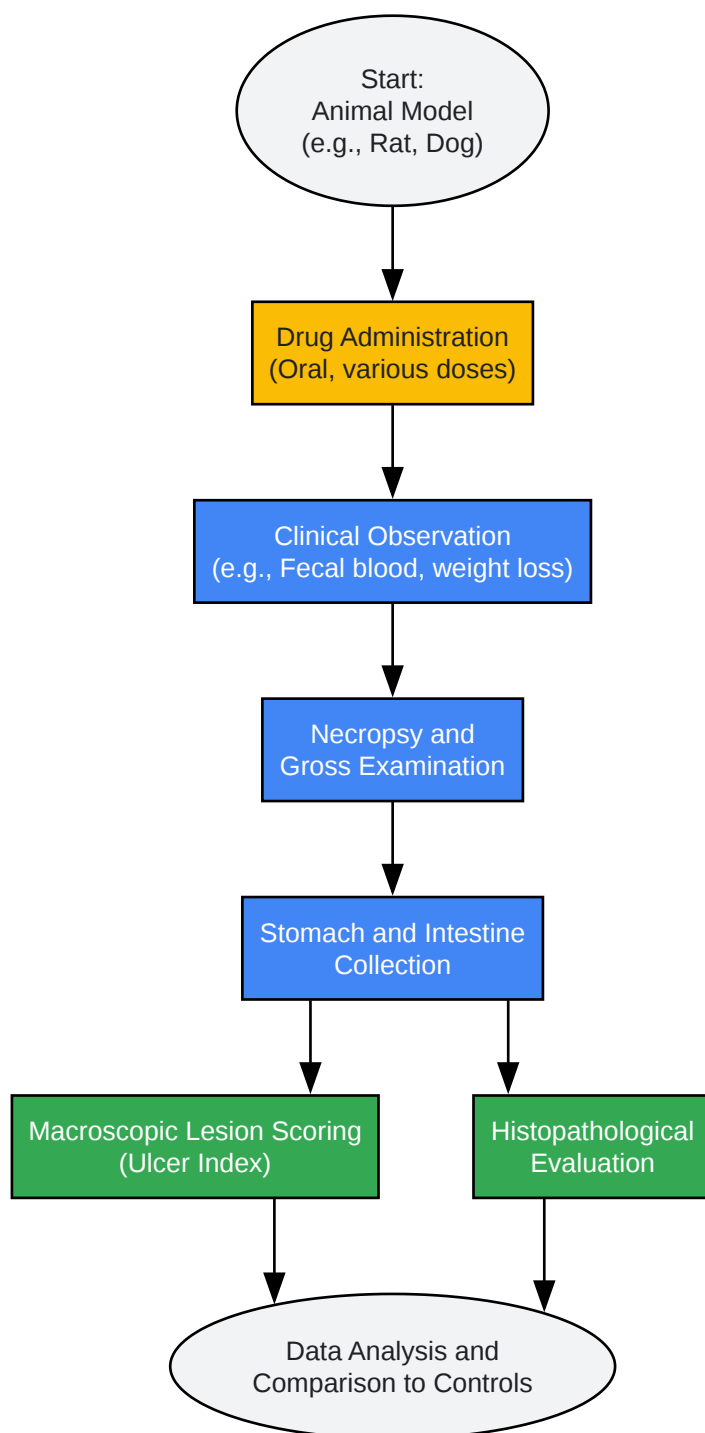 Start:
Animal Model
(e.g., Rat, Dog)
Drug Administration
(Oral, various doses)
Clinical Observation
(e.g., Fecal blood, weight loss)
Necropsy and
Gross Examination
Stomach and Intestine
Collection
Macroscopic Lesion Scoring
(Ulcer Index)
Histopathological
Evaluation
Data Analysis and
Comparison to Controls